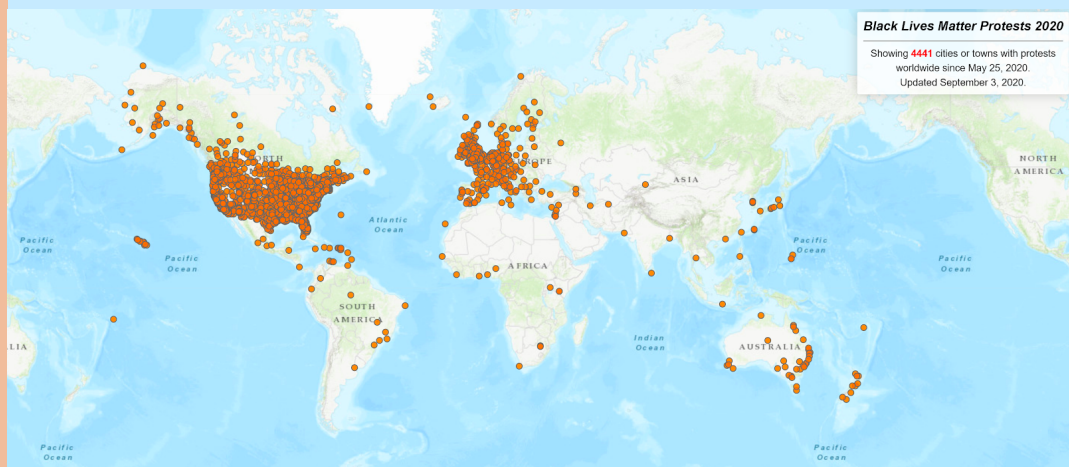 Black Lives Matter Protests 2020
Showing 4441 cities or towns with protests
worldwide since May 25, 2020.
Updated September 3, 2020.
NORTH
AMERICA
ASIA
Atlantic
Ocean
Pacific
Ocean
Pacific
Ocean
Pacific
Ocean
Pacific
Ocean
AFRICA
SOUTH
AMERICA
Indian
Ocean
AUSTRALIA
LIA
Pacific
Ocean
Pacific
Ocean